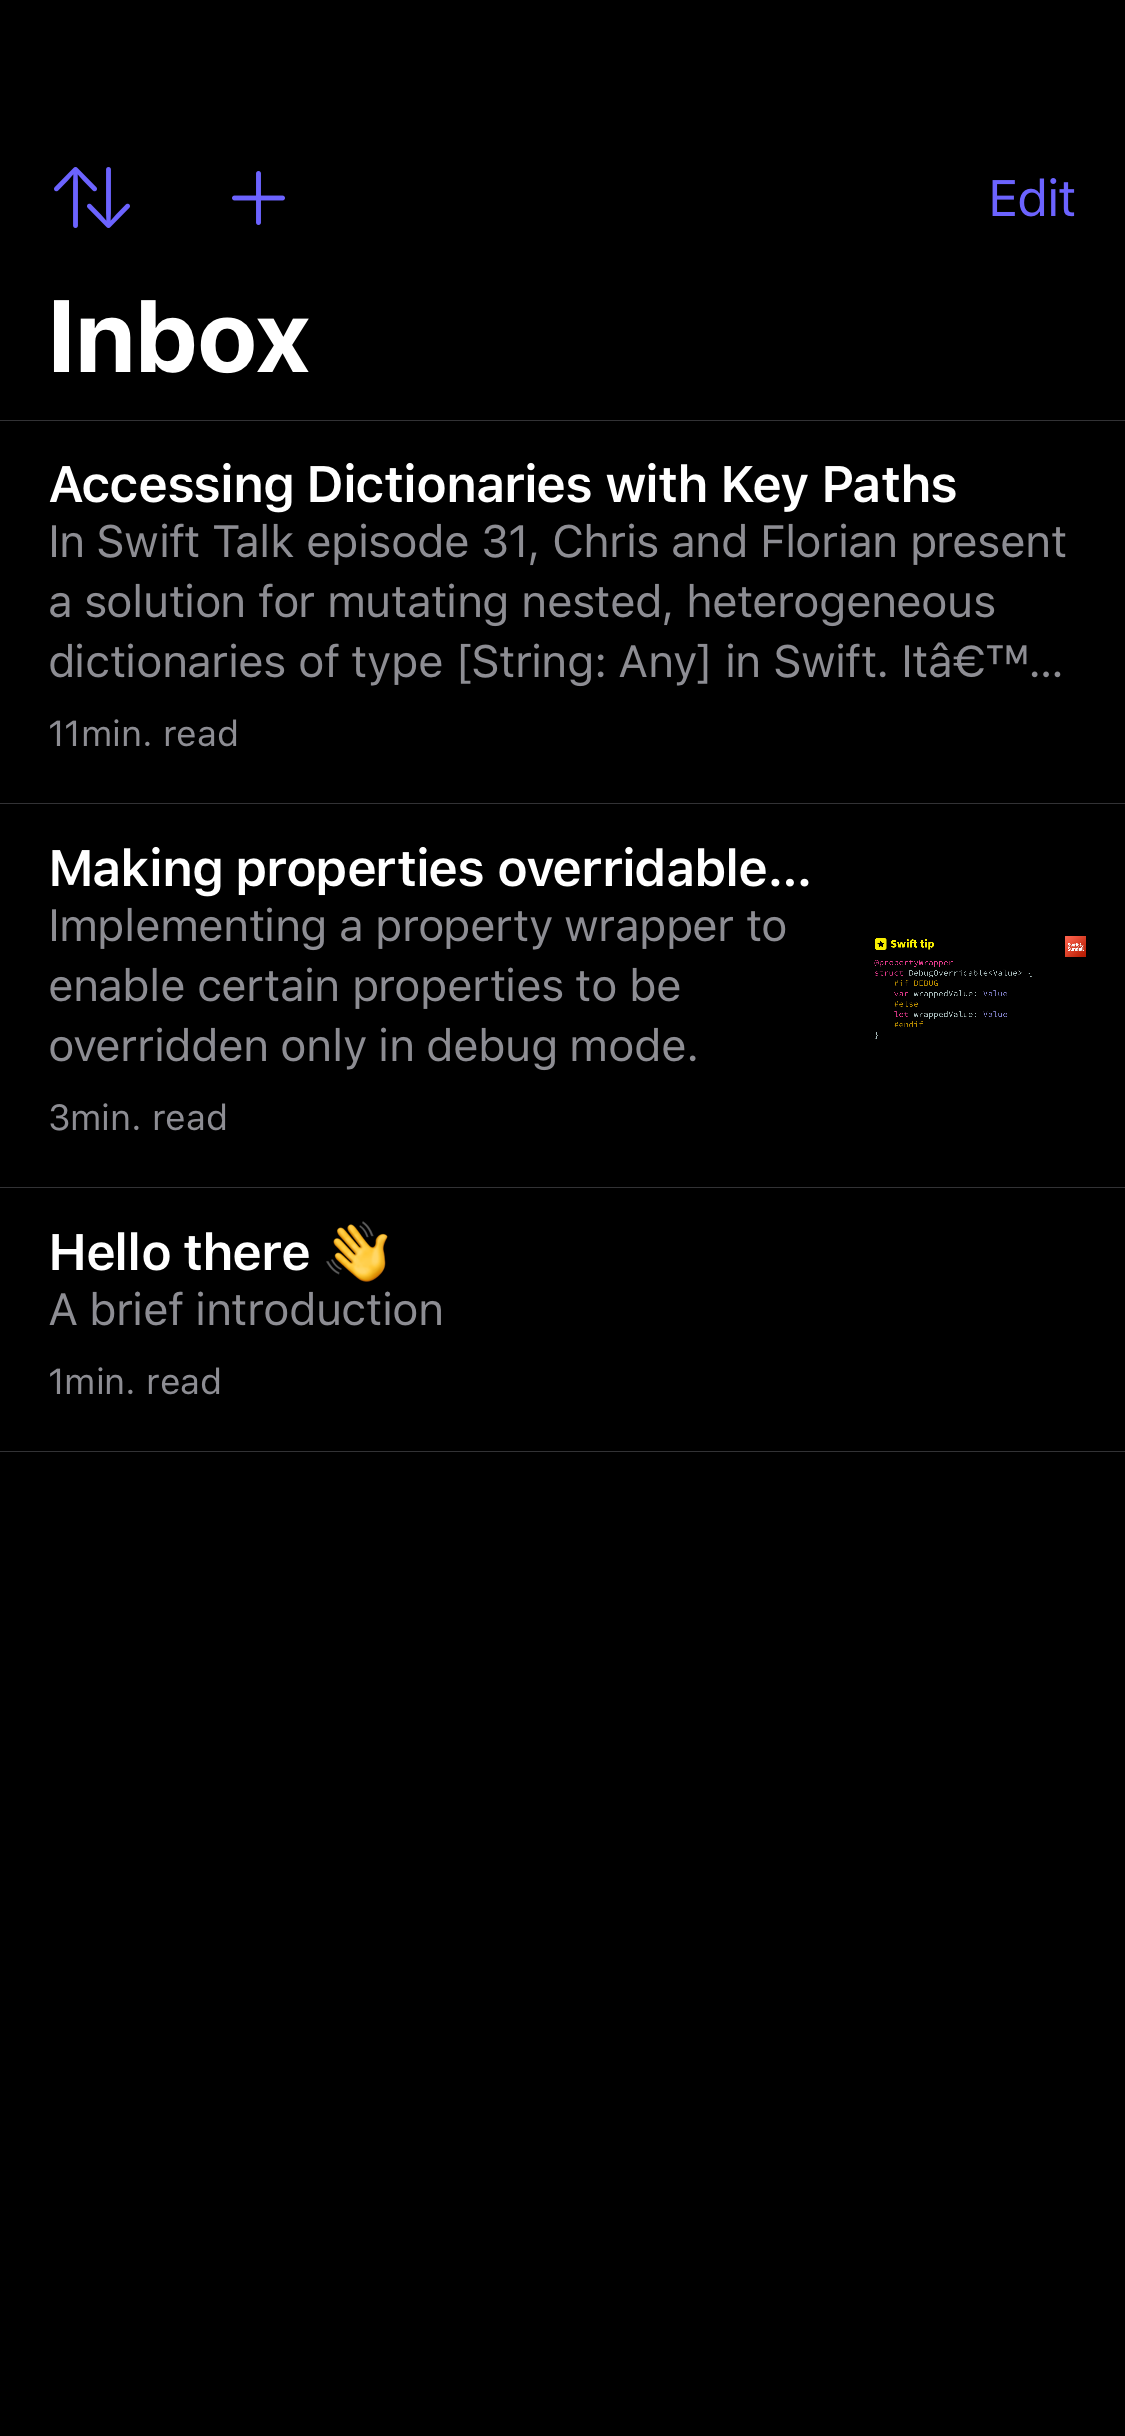 Edit
Inbox
Accessing Dictionaries with Key Paths
In Swift Talk episode 31, Chris and Florian present
a solution for mutating nested, heterogeneous
dictionaries of type [String: Any] in Swift. Itâ€™...
11min. read
Making properties overridable...
Implementing a property wrapper to
enable certain properties to be
overridden only in debug mode.
3min. read
Swift tip
@propertyWrapper
struct DebugOverridable<Value> {
#if DEBUG
var wrappedValue: Value
#else
let wrappedValue: Value
#endif
}
Hello there 👋
A brief introduction
1min. read